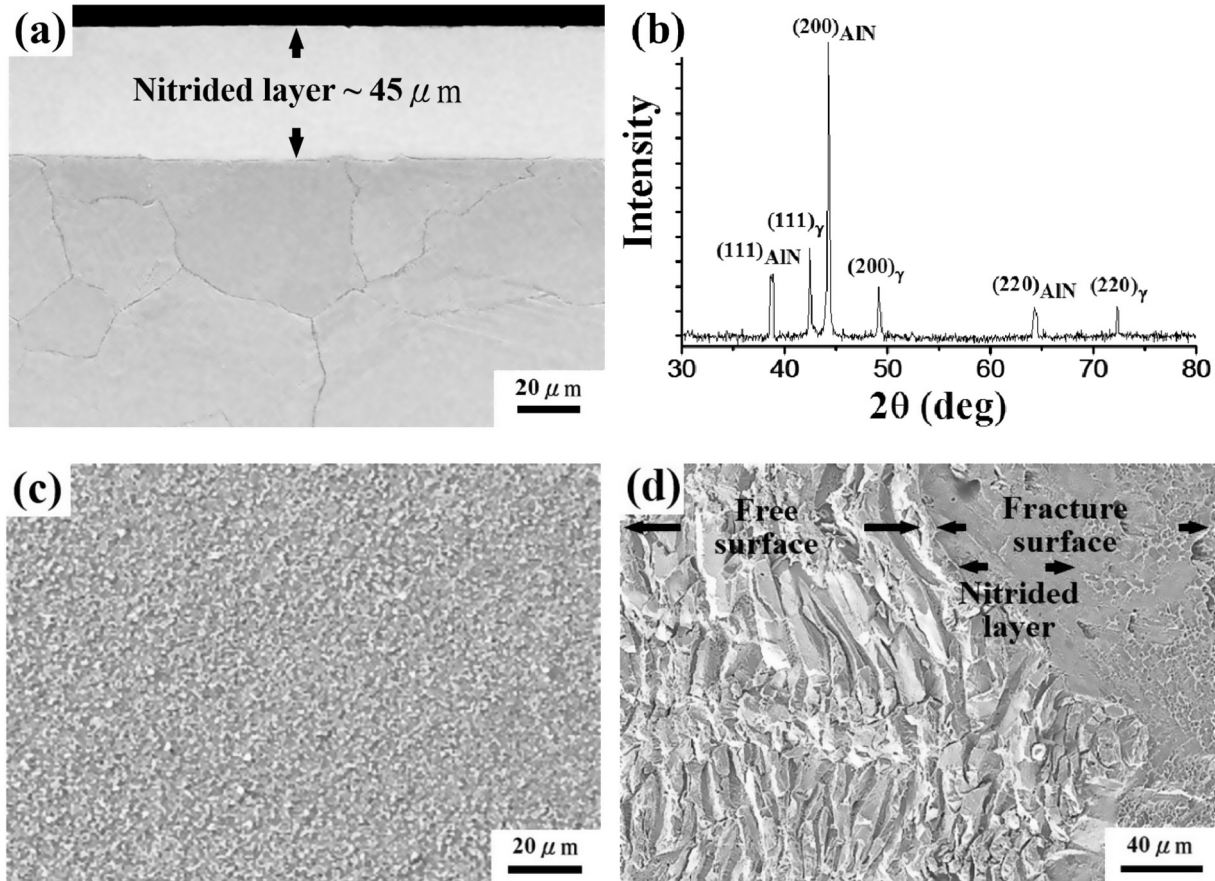 (a)
Nitrided layer ~ 45 μm
20 μm
(b)
Intensity
(200)AlN
(111)γ
(111)AlN
(200)γ
(220)AlN
(220)γ
30 40 50 60 70 80
2θ (deg)
(c)
20 μm
(d)
Free
surface
Fracture
surface
Nitrided
layer
40 μm